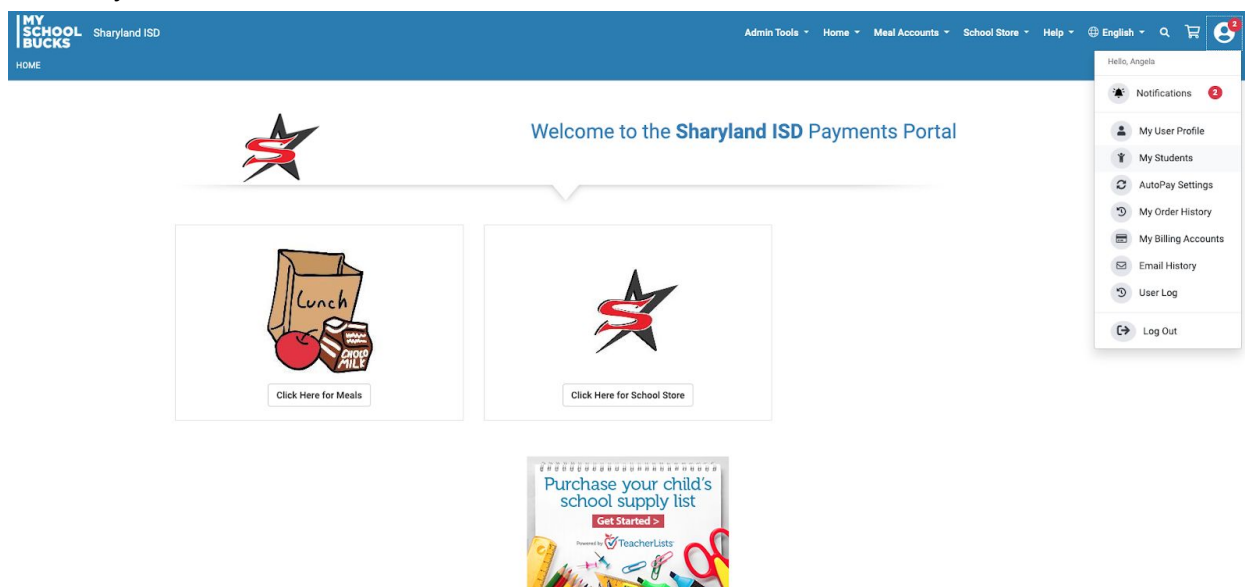 MY
SCHOOL
BUCKS
Sharyland ISD
Admin Tools
Home
Meal Accounts
School Store
Help
English
2
HOME
Hello, Angela
Notifications 2
My User Profile
My Students
AutoPay Settings
My Order History
My Billing Accounts
Email History
User Log
Log Out
Welcome to the Sharyland ISD Payments Portal
S
Lunch
CHOCO
MILK
Click Here for Meals
S
Click Here for School Store
Purchase your child's
school supply list
Get Started >
Powered by TeacherLists